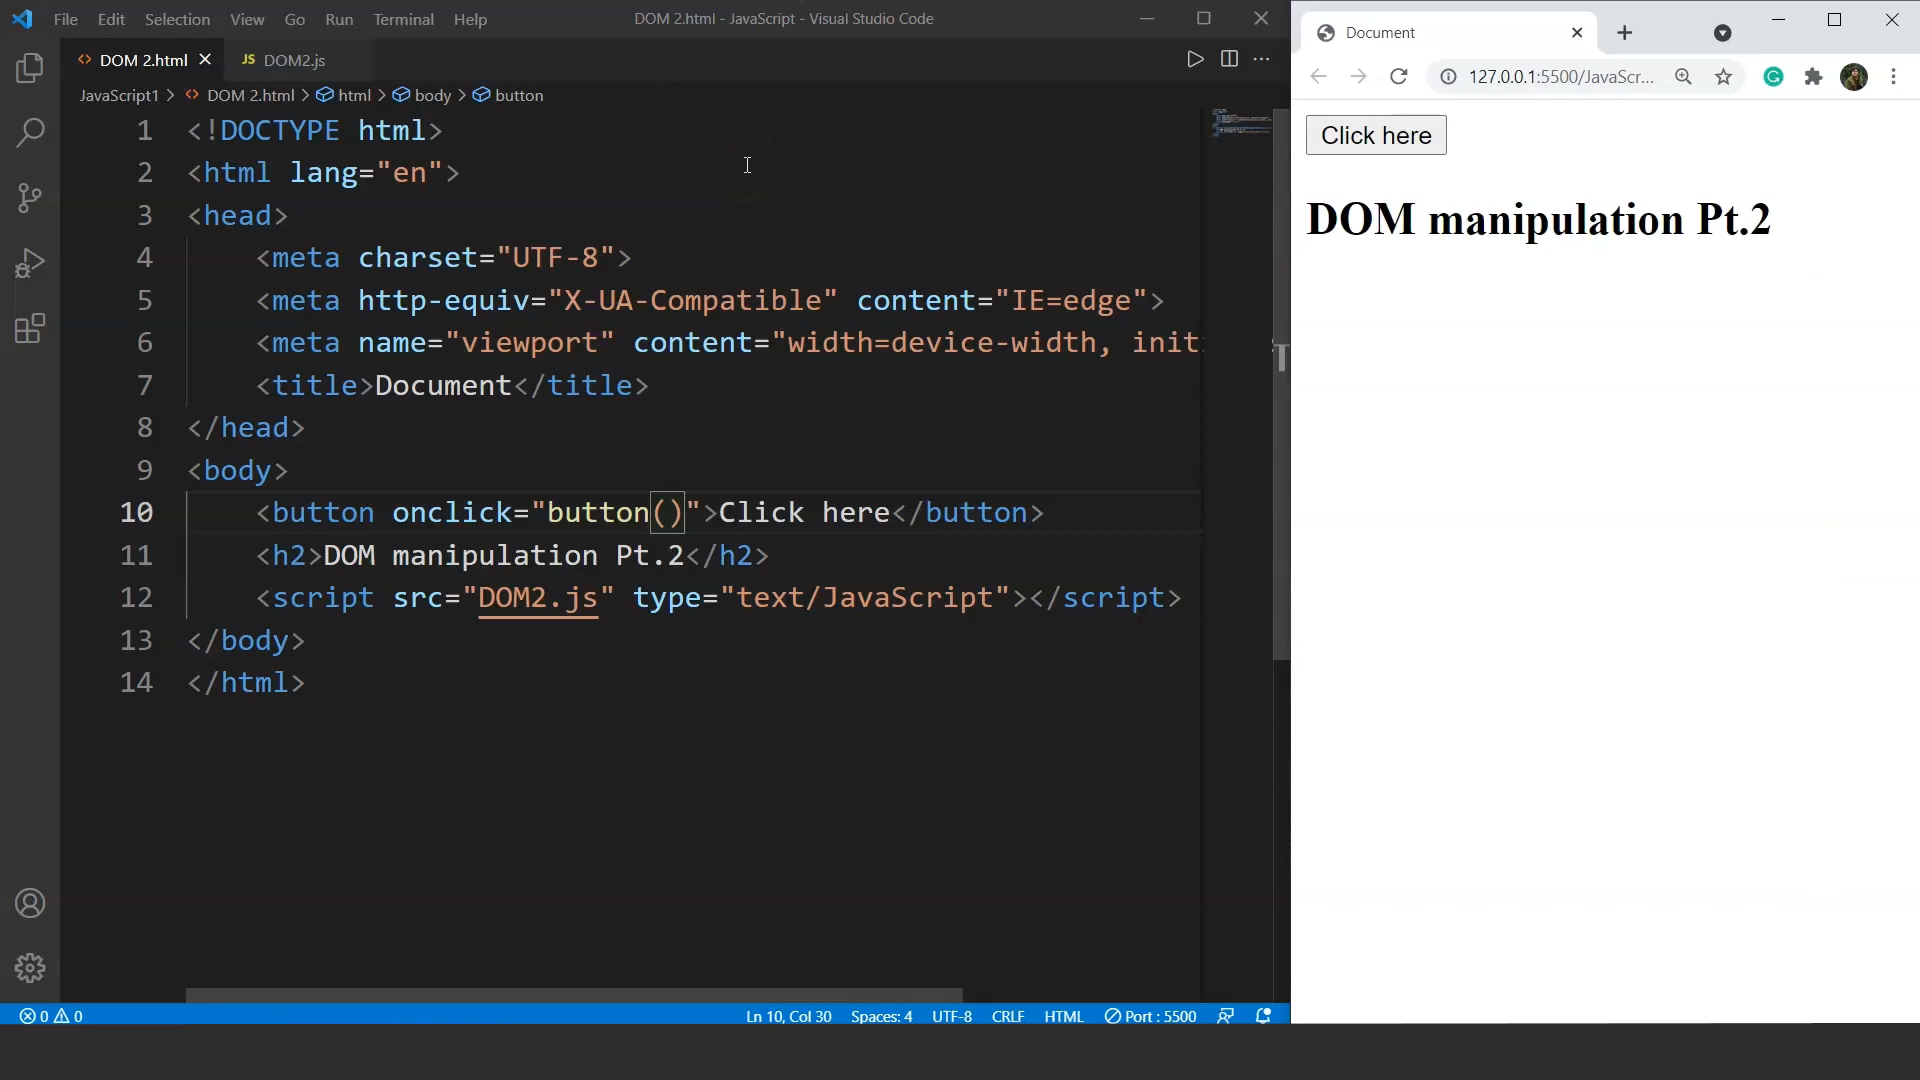 File Edit Selection View Go Run Terminal Help
DOM 2.html - JavaScript - Visual Studio Code
DOM 2.html
JS DOM2.js
JavaScript1 > DOM 2.html > html > body > button
1 <!DOCTYPE html>
2 <html lang="en">
3 <head>
4 <meta charset="UTF-8">
5 <meta http-equiv="X-UA-Compatible" content="IE=edge">
6 <meta name="viewport" content="width=device-width, init
7 <title>Document</title>
8 </head>
9 <body>
10 <button onclick="button()">Click here</button>
11 <h2>DOM manipulation Pt.2</h2>
12 <script src="DOM2.js" type="text/JavaScript"></script>
13 </body>
14 </html>
0 0
Ln 10, Col 30 Spaces: 4 UTF-8 CRLF HTML Port : 5500
Document
127.0.0.1:5500/JavaScr...
Click here
DOM manipulation Pt.2